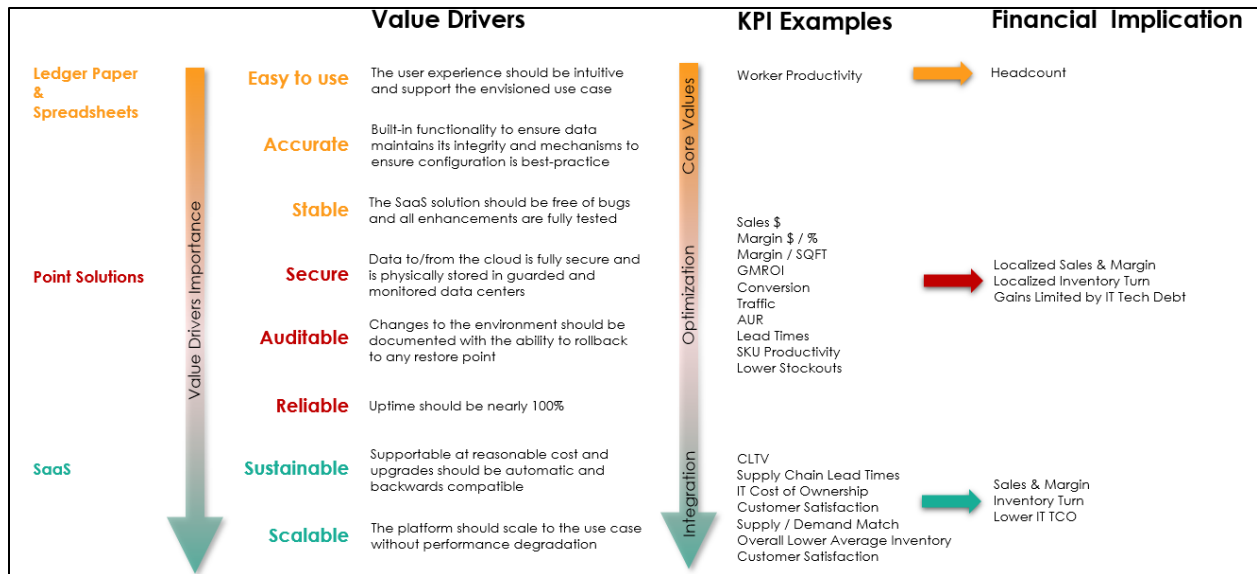 Value Drivers
KPI Examples
Financial Implication
Ledger Paper
&
Spreadsheets
Value Drivers Importance
Easy to use
The user experience should be intuitive
and support the envisioned use case
Core Values
Worker Productivity
Headcount
Accurate
Built-in functionality to ensure data
maintains its integrity and mechanisms to
ensure configuration is best-practice
Stable
The SaaS solution should be free of bugs
and all enhancements are fully tested
Point Solutions
Secure
Data to/from the cloud is fully secure and
is physically stored in guarded and
monitored data centers
Auditable
Changes to the environment should be
documented with the ability to rollback
to any restore point
Reliable
Uptime should be nearly 100%
Optimization
Sales $
Margin $ / %
Margin / SQFT
GMROI
Conversion
Traffic
AUR
Lead Times
SKU Productivity
Lower Stockouts
Localized Sales & Margin
Localized Inventory Turn
Gains Limited by IT Tech Debt
SaaS
Sustainable
Supportable at reasonable cost and
upgrades should be automatic and
backwards compatible
Scalable
The platform should scale to the use case
without performance degradation
Integration
CLTV
Supply Chain Lead Times
IT Cost of Ownership
Customer Satisfaction
Supply / Demand Match
Overall Lower Average Inventory
Customer Satisfaction
Sales & Margin
Inventory Turn
Lower IT TCO